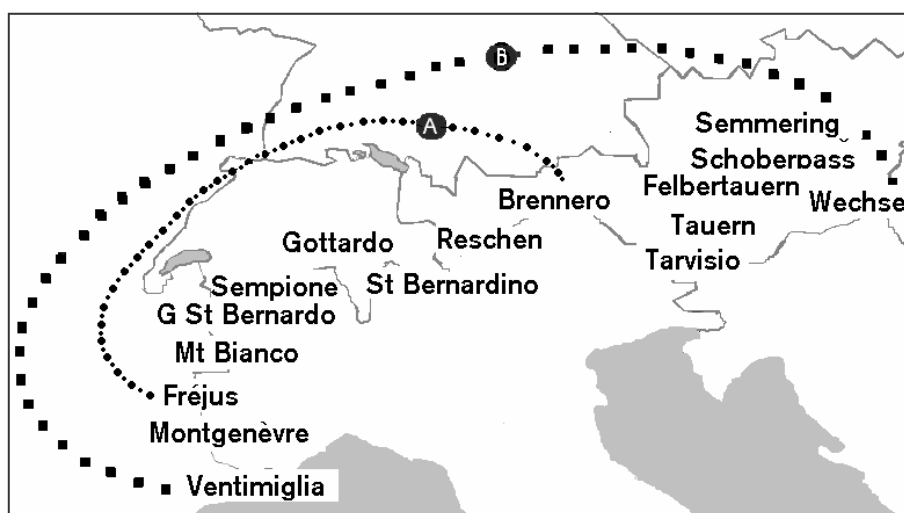 B
A
Semmering
Schoberpass
Felbertauern
Wechse
Brennero
Tauern
Gottardo
Reschen
Tarvisio
Sempione
St Bernardino
G St Bernardo
Mt Bianco
Fréjus
Montgenèvre
Ventimiglia